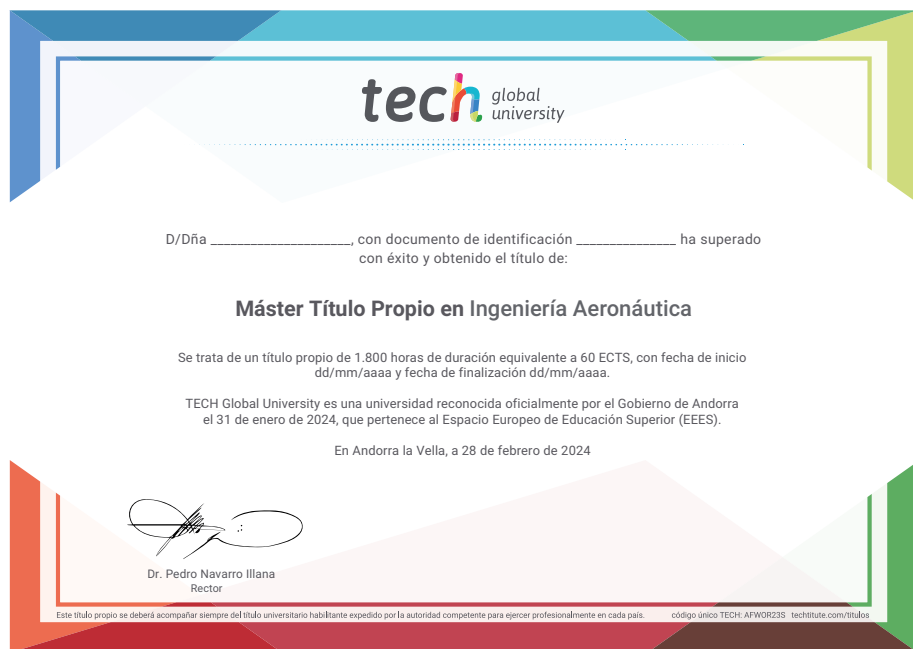 tech global university
D/Dña _____________________, con documento de identificación _______________ ha superado
con éxito y obtenido el título de:
Máster Título Propio en Ingeniería Aeronáutica
Se trata de un título propio de 1.800 horas de duración equivalente a 60 ECTS, con fecha de inicio
dd/mm/aaaa y fecha de finalización dd/mm/aaaa.
TECH Global University es una universidad reconocida oficialmente por el Gobierno de Andorra
el 31 de enero de 2024, que pertenece al Espacio Europeo de Educación Superior (EEES).
En Andorra la Vella, a 28 de febrero de 2024
Dr. Pedro Navarro Illana
Rector
Este título propio se deberá acompañar siempre del título universitario habilitante expedido por la autoridad competente para ejercer profesionalmente en cada país. código único TECH: AFWOR23S techtitute.com/titulos